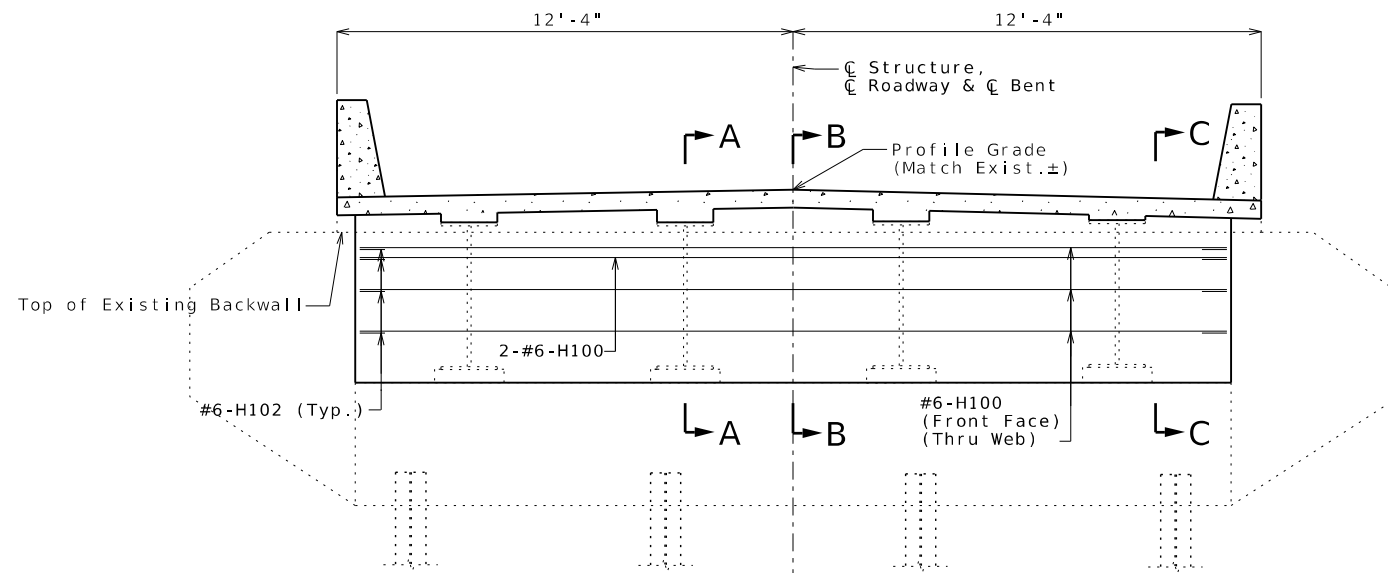 12'-4"
12'-4"
℄ Structure,
℄ Roadway & ℄ Bent
A
B
C
Profile Grade
(Match Exist.±)
Top of Existing Backwall
2-#6-H100
#6-H102 (Typ.)
#6-H100
(Front Face)
(Thru Web)
A
B
C